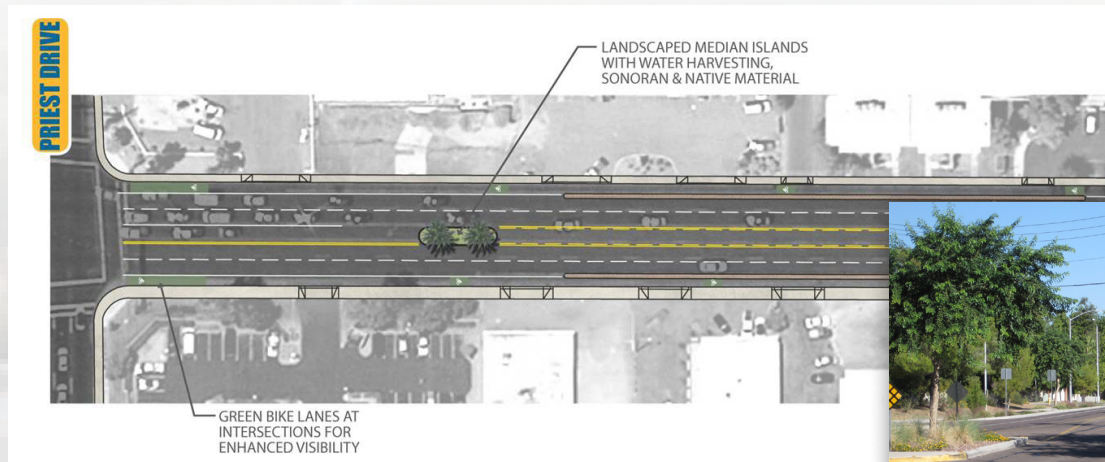 PRIEST DRIVE
LANDSCAPED MEDIAN ISLANDS
WITH WATER HARVESTING,
SONORAN & NATIVE MATERIAL
GREEN BIKE LANES AT
INTERSECTIONS FOR
ENHANCED VISIBILITY